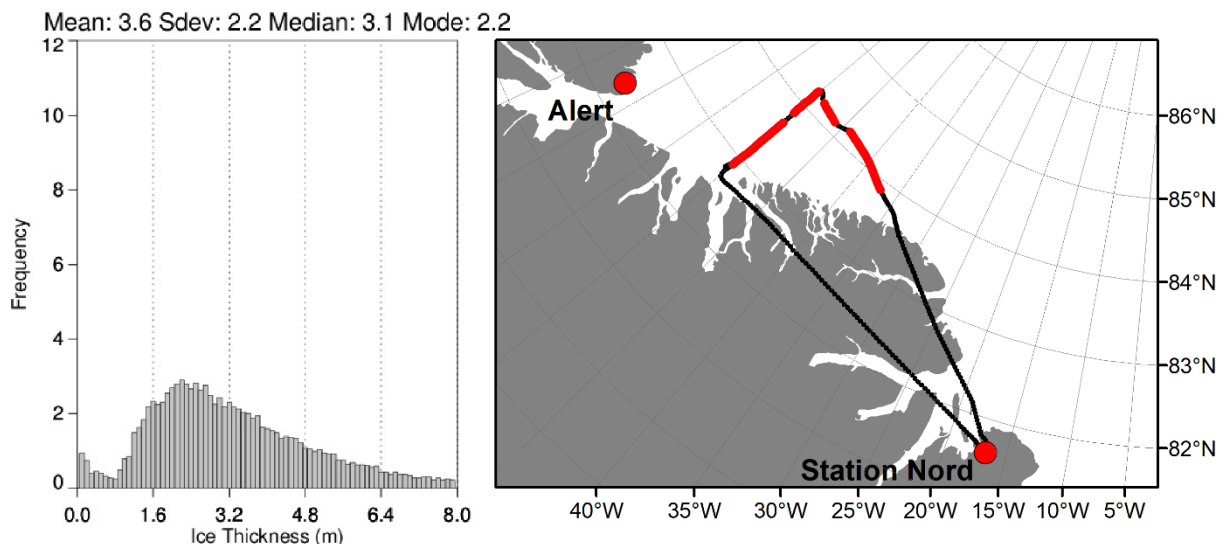 Mean: 3.6 Sdev: 2.2 Median: 3.1 Mode: 2.2
12
10
8
6
4
2
0
Frequency
0.0 1.6 3.2 4.8 6.4 8.0
Ice Thickness (m)
Alert
Station Nord
86°N
85°N
84°N
83°N
82°N
40°W 35°W 30°W 25°W 20°W 15°W 10°W 5°W